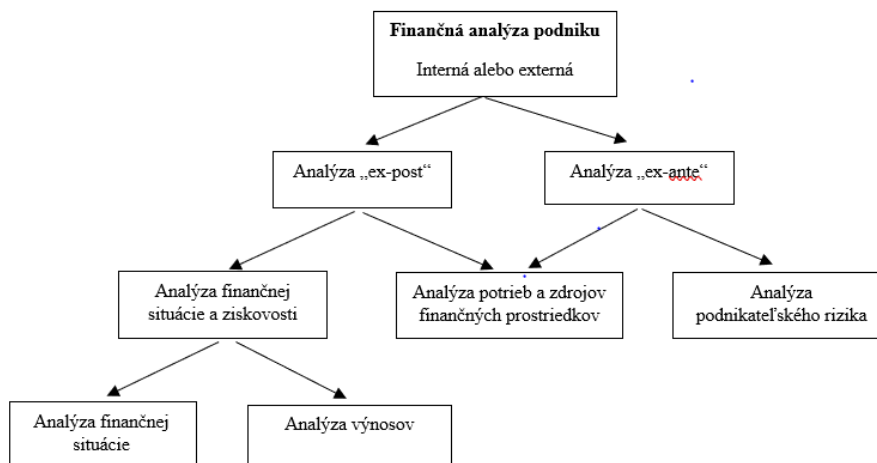 Finančná analýza podniku
Interná alebo externá
Analýza „ex-post“
Analýza „ex-ante“
Analýza finančnej
situácie a ziskovosti
Analýza potrieb a zdrojov
finančných prostriedkov
Analýza
podnikateľského rizika
Analýza finančnej
situácie
Analýza výnosov